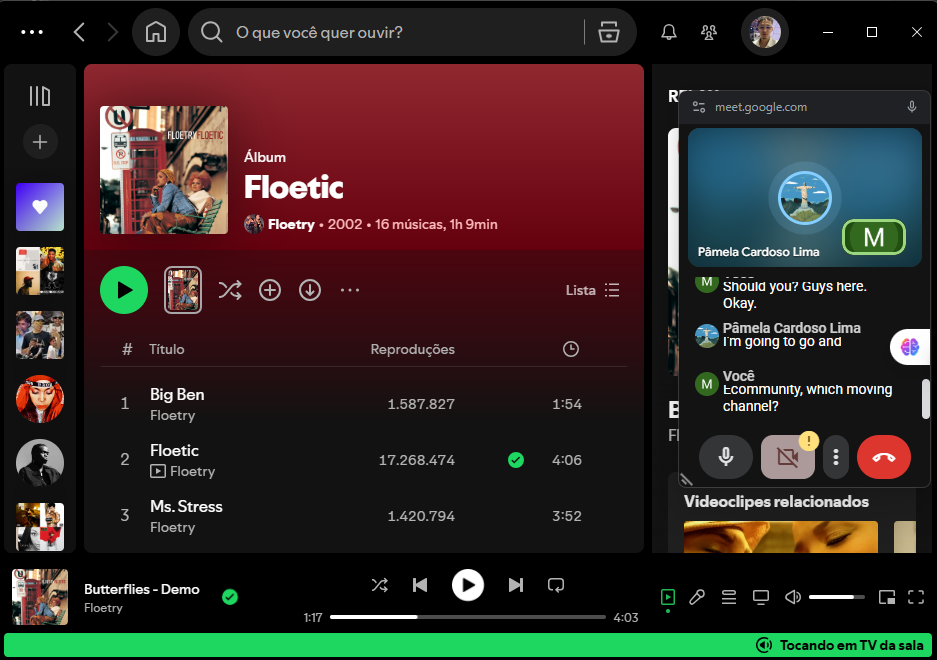 O que você quer ouvir?
FLOETRY FLOETIC
Álbum
Floetic
Floetry • 2002 • 16 músicas, 1h 9min
Lista
# Título Reproduções
1 Big Ben 1.587.827 1:54
Floetry
2 Floetic 17.268.474 4:06
Floetry
3 Ms. Stress 1.420.794 3:52
Floetry
meet.google.com
M
Pâmela Cardoso Lima
M
Você
Should you? Guys here.
Okay.
Pâmela Cardoso Lima
I'm going to go and
M
Você
Ecommunity, which moving
channel?
!
Videoclipes relacionados
Butterflies - Demo
Floetry
1:17 4:03
Tocando em TV da sala